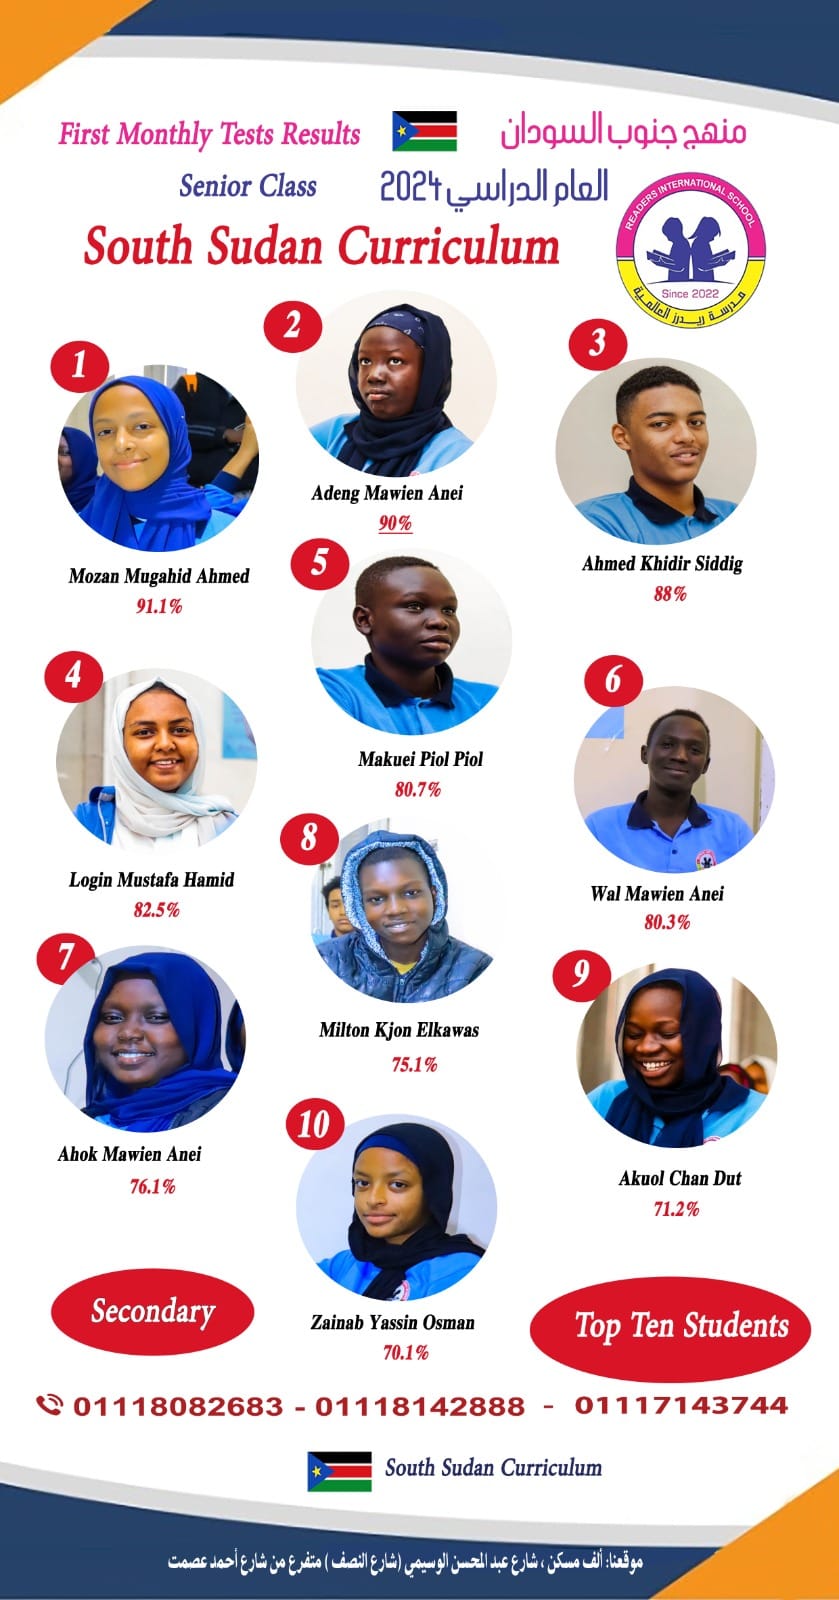 First Monthly Tests Results
منهج جنوب السودان
Senior Class
العام الدراسي 2024
South Sudan Curriculum
READERS INTERNATIONAL SCHOOL
Since 2022
مدرسة ريدرز العالمية
1
Mozan Mugahid Ahmed
91.1%
2
Adeng Mawien Anei
90%
3
Ahmed Khidir Siddig
88%
4
Login Mustafa Hamid
82.5%
5
Makuei Piol Piol
80.7%
6
Wal Mawien Anei
80.3%
7
Ahok Mawien Anei
76.1%
8
Milton Kjon Elkawas
75.1%
9
Akuol Chan Dut
71.2%
10
Zainab Yassin Osman
70.1%
Secondary
Top Ten Students
01118082683 - 01118142888 - 01117143744
South Sudan Curriculum
موقعنا: ألف مسكن ، شارع عبد المحسن الوسيمي (شارع النصف ) متفرع من شارع أحمد عصمت